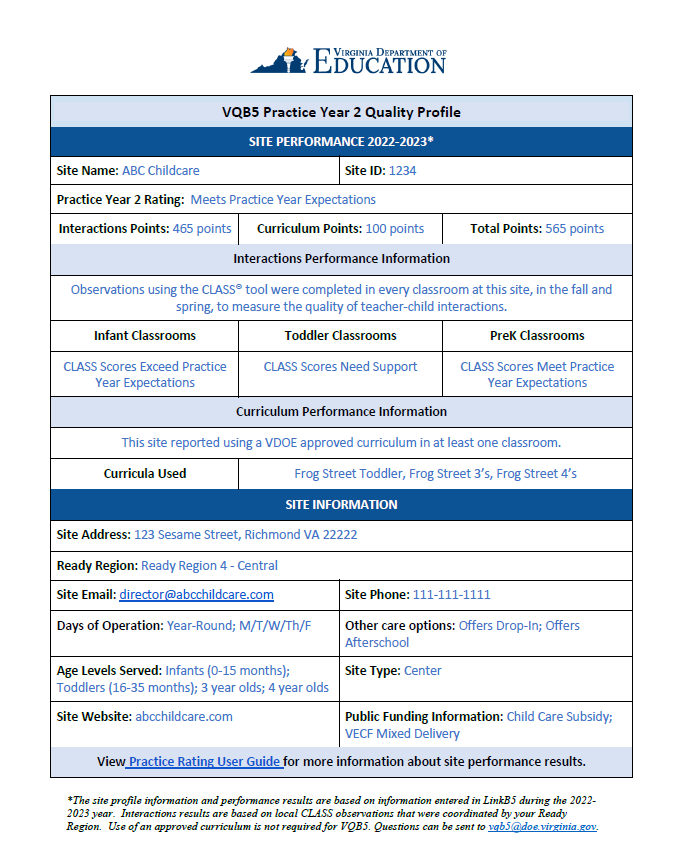 VIRGINIA DEPARTMENT OF
EDUCATION
VQB5 Practice Year 2 Quality Profile
SITE PERFORMANCE 2022-2023*
Site Name: ABC Childcare
Site ID: 1234
Practice Year 2 Rating: Meets Practice Year Expectations
Interactions Points: 465 points
Curriculum Points: 100 points
Total Points: 565 points
Interactions Performance Information
Observations using the CLASS® tool were completed in every classroom at this site, in the fall and
spring, to measure the quality of teacher-child interactions.
Infant Classrooms
Toddler Classrooms
PreK Classrooms
CLASS Scores Exceed Practice
Year Expectations
CLASS Scores Need Support
CLASS Scores Meet Practice
Year Expectations
Curriculum Performance Information
This site reported using a VDOE approved curriculum in at least one classroom.
Curricula Used
Frog Street Toddler, Frog Street 3's, Frog Street 4's
SITE INFORMATION
Site Address: 123 Sesame Street, Richmond VA 22222
Ready Region: Ready Region 4 - Central
Site Email: director@abcchildcare.com
Site Phone: 111-111-1111
Days of Operation: Year-Round; M/T/W/Th/F
Other care options: Offers Drop-In; Offers
Afterschool
Age Levels Served: Infants (0-15 months);
Toddlers (16-35 months); 3 year olds; 4 year olds
Site Type: Center
Site Website: abcchildcare.com
Public Funding Information: Child Care Subsidy;
VECF Mixed Delivery
View Practice Rating User Guide for more information about site performance results.
*The site profile information and performance results are based on information entered in LinkB5 during the 2022-
2023 year. Interactions results are based on local CLASS observations that were coordinated by your Ready
Region. Use of an approved curriculum is not required for VQB5. Questions can be sent to vqb5@doe.virginia.gov.